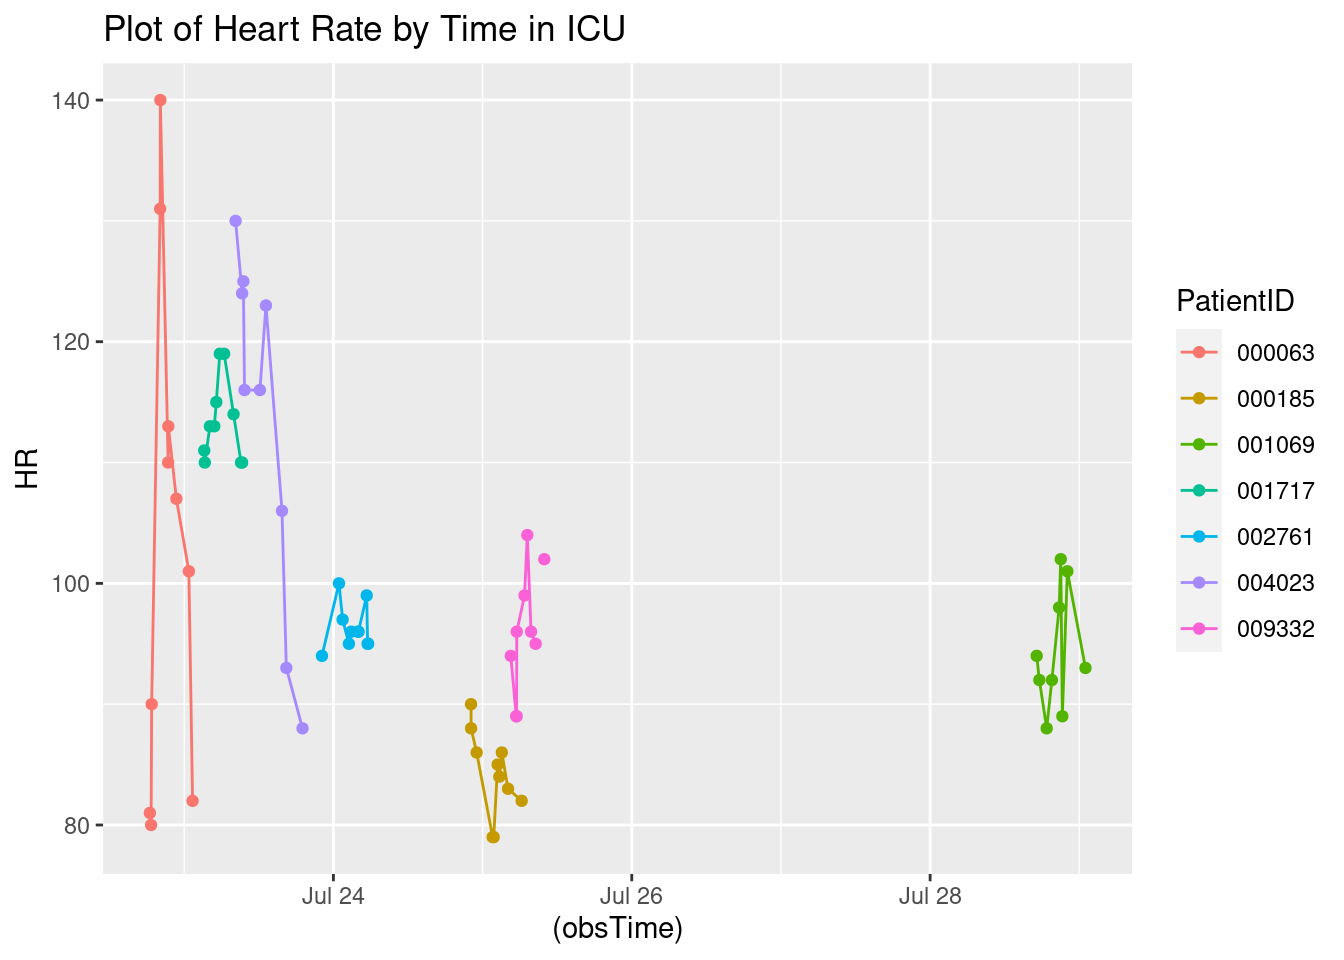 Plot of Heart Rate by Time in ICU
140
120
100
80
HR
Jul 24
Jul 26
Jul 28
(obsTime)
PatientID
000063
000185
001069
001717
002761
004023
009332